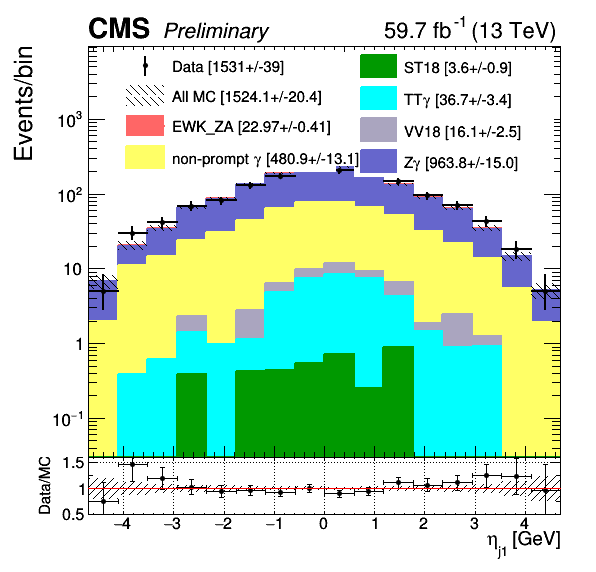 CMS Preliminary 59.7 fb⁻¹ (13 TeV)
Events/bin
Data [1531+/-39]
All MC [1524.1+/-20.4]
EWK_ZA [22.97+/-0.41]
non-prompt γ [480.9+/-13.1]
ST18 [3.6+/-0.9]
TTγ [36.7+/-3.4]
VV18 [16.1+/-2.5]
Zγ [963.8+/-15.0]
10³
10²
10
1
10⁻¹
Data/MC
1.5
1
0.5
−4 −3 −2 −1 0 1 2 3 4
η_j1 [GeV]